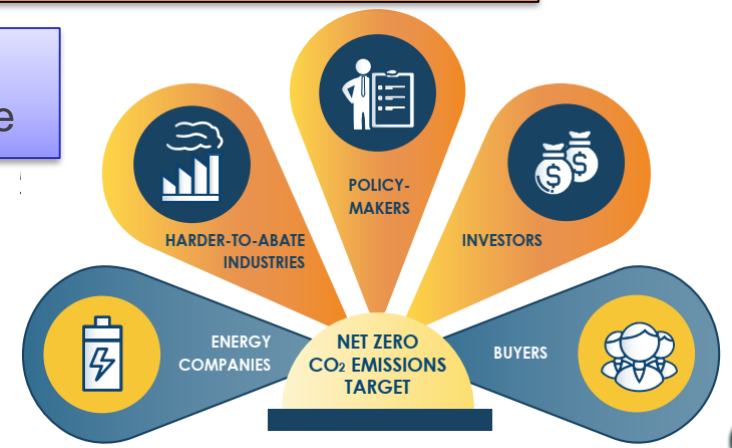 e
POLICY-
MAKERS
HARDER-TO-ABATE
INDUSTRIES
INVESTORS
ENERGY
COMPANIES
NET ZERO
CO₂ EMISSIONS
TARGET
BUYERS
$
$